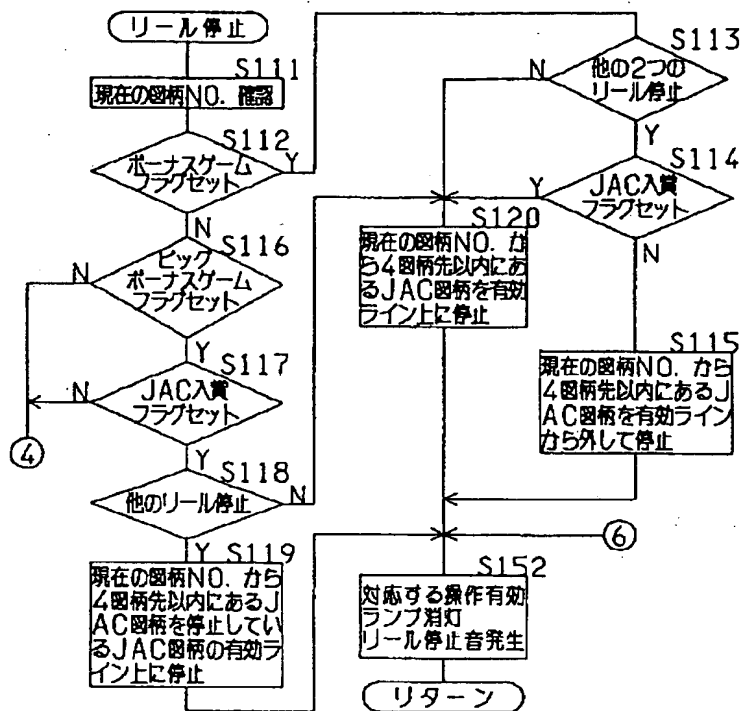 リール停止
S111
現在の図柄NO. 確認
S112
ボーナスゲーム
フラグセット
Y
N
S116
ビッグ
ボーナスゲーム
フラグセット
N
Y
S117
JAC入賞
フラグセット
N
④
Y
S118
他のリール停止
N
Y
S119
現在の図柄NO. から
4図柄先以内にあるJ
AC図柄を停止してい
るJAC図柄の有効ライ
ン上に停止
S113
他の2つの
リール停止
N
Y
S114
JAC入賞
フラグセット
Y
N
S120
現在の図柄NO. か
ら4図柄先以内にあ
るJAC図柄を有効
ライン上に停止
S115
現在の図柄NO. から
4図柄先以内にあるJ
AC図柄を有効ライン
から外して停止
⑥
S152
対応する操作有効
ランプ消灯
リール停止音発生
リターン